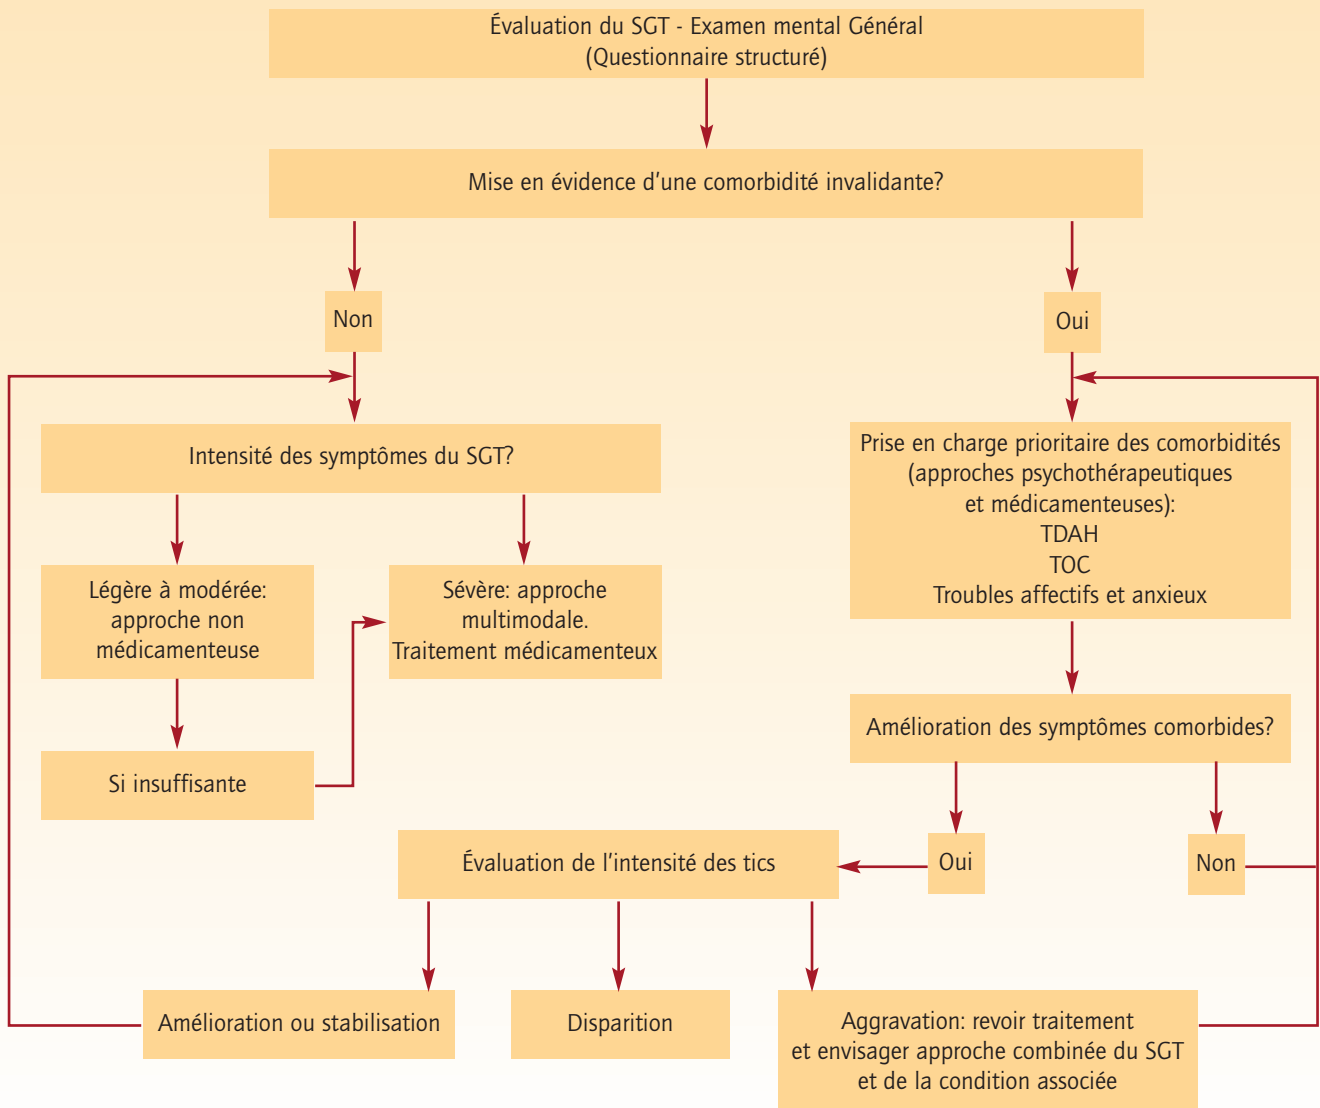 Évaluation du SGT - Examen mental Général
(Questionnaire structuré)
Mise en évidence d'une comorbidité invalidante?
Non
Oui
Intensité des symptômes du SGT?
Prise en charge prioritaire des comorbidités
(approches psychothérapeutiques
et médicamenteuses):
TDAH
TOC
Troubles affectifs et anxieux
Légère à modérée:
approche non
médicamenteuse
Sévère: approche
multimodale.
Traitement médicamenteux
Amélioration des symptômes comorbides?
Si insuffisante
Évaluation de l'intensité des tics
Oui
Non
Amélioration ou stabilisation
Disparition
Aggravation: revoir traitement
et envisager approche combinée du SGT
et de la condition associée